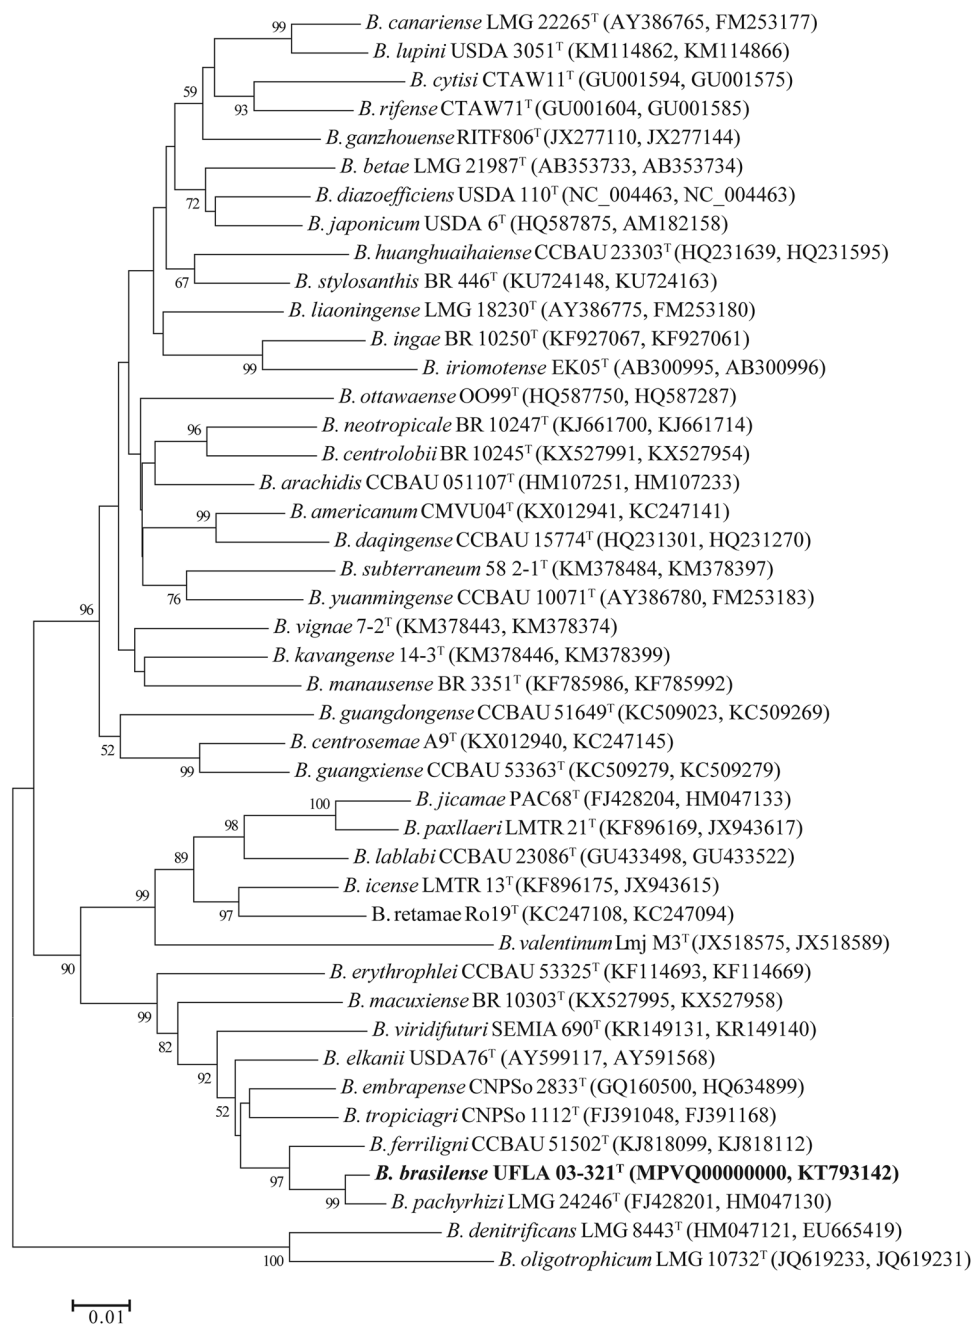 99
B. canariense LMG 22265T (AY386765, FM253177)
B. lupini USDA 3051T (KM114862, KM114866)
B. cytisi CTAW11T (GU001594, GU001575)
59
93
B. rifense CTAW71T (GU001604, GU001585)
B. ganzhouense RITF806T (JX277110, JX277144)
B. betae LMG 21987T (AB353733, AB353734)
72
B. diazoefficiens USDA 110T (NC_004463, NC_004463)
B. japonicum USDA 6T (HQ587875, AM182158)
B. huanghuaihaiense CCBAU 23303T (HQ231639, HQ231595)
67
B. stylosanthis BR 446T (KU724148, KU724163)
B. liaoningense LMG 18230T (AY386775, FM253180)
B. ingae BR 10250T (KF927067, KF927061)
99
B. iriomotense EK05T (AB300995, AB300996)
B. ottawaense OO99T (HQ587750, HQ587287)
96
B. neotropicale BR 10247T (KJ661700, KJ661714)
B. centrolobii BR 10245T (KX527991, KX527954)
B. arachidis CCBAU 051107T (HM107251, HM107233)
99
B. americanum CMVU04T (KX012941, KC247141)
B. daqingense CCBAU 15774T (HQ231301, HQ231270)
B. subterraneum 58 2-1T (KM378484, KM378397)
76
B. yuanmingense CCBAU 10071T (AY386780, FM253183)
96
B. vignae 7-2T (KM378443, KM378374)
B. kavangense 14-3T (KM378446, KM378399)
B. manausense BR 3351T (KF785986, KF785992)
B. guangdongense CCBAU 51649T (KC509023, KC509269)
52
B. centrosemae A9T (KX012940, KC247145)
99
B. guangxiense CCBAU 53363T (KC509279, KC509279)
100
B. jicamae PAC68T (FJ428204, HM047133)
98
B. paxllaeri LMTR 21T (KF896169, JX943617)
89
B. lablabi CCBAU 23086T (GU433498, GU433522)
99
B. icense LMTR 13T (KF896175, JX943615)
97
B. retamae Ro19T (KC247108, KC247094)
B. valentinum Lmj M3T (JX518575, JX518589)
90
B. erythrophlei CCBAU 53325T (KF114693, KF114669)
99
B. macuxiense BR 10303T (KX527995, KX527958)
82
B. viridifuturi SEMIA 690T (KR149131, KR149140)
92
B. elkanii USDA76T (AY599117, AY591568)
B. embrapense CNPSo 2833T (GQ160500, HQ634899)
52
B. tropiciagri CNPSo 1112T (FJ391048, FJ391168)
B. ferriligni CCBAU 51502T (KJ818099, KJ818112)
97
B. brasilense UFLA 03-321T (MPVQ00000000, KT793142)
99
B. pachyrhizi LMG 24246T (FJ428201, HM047130)
B. denitrificans LMG 8443T (HM047121, EU665419)
100
B. oligotrophicum LMG 10732T (JQ619233, JQ619231)
0.01